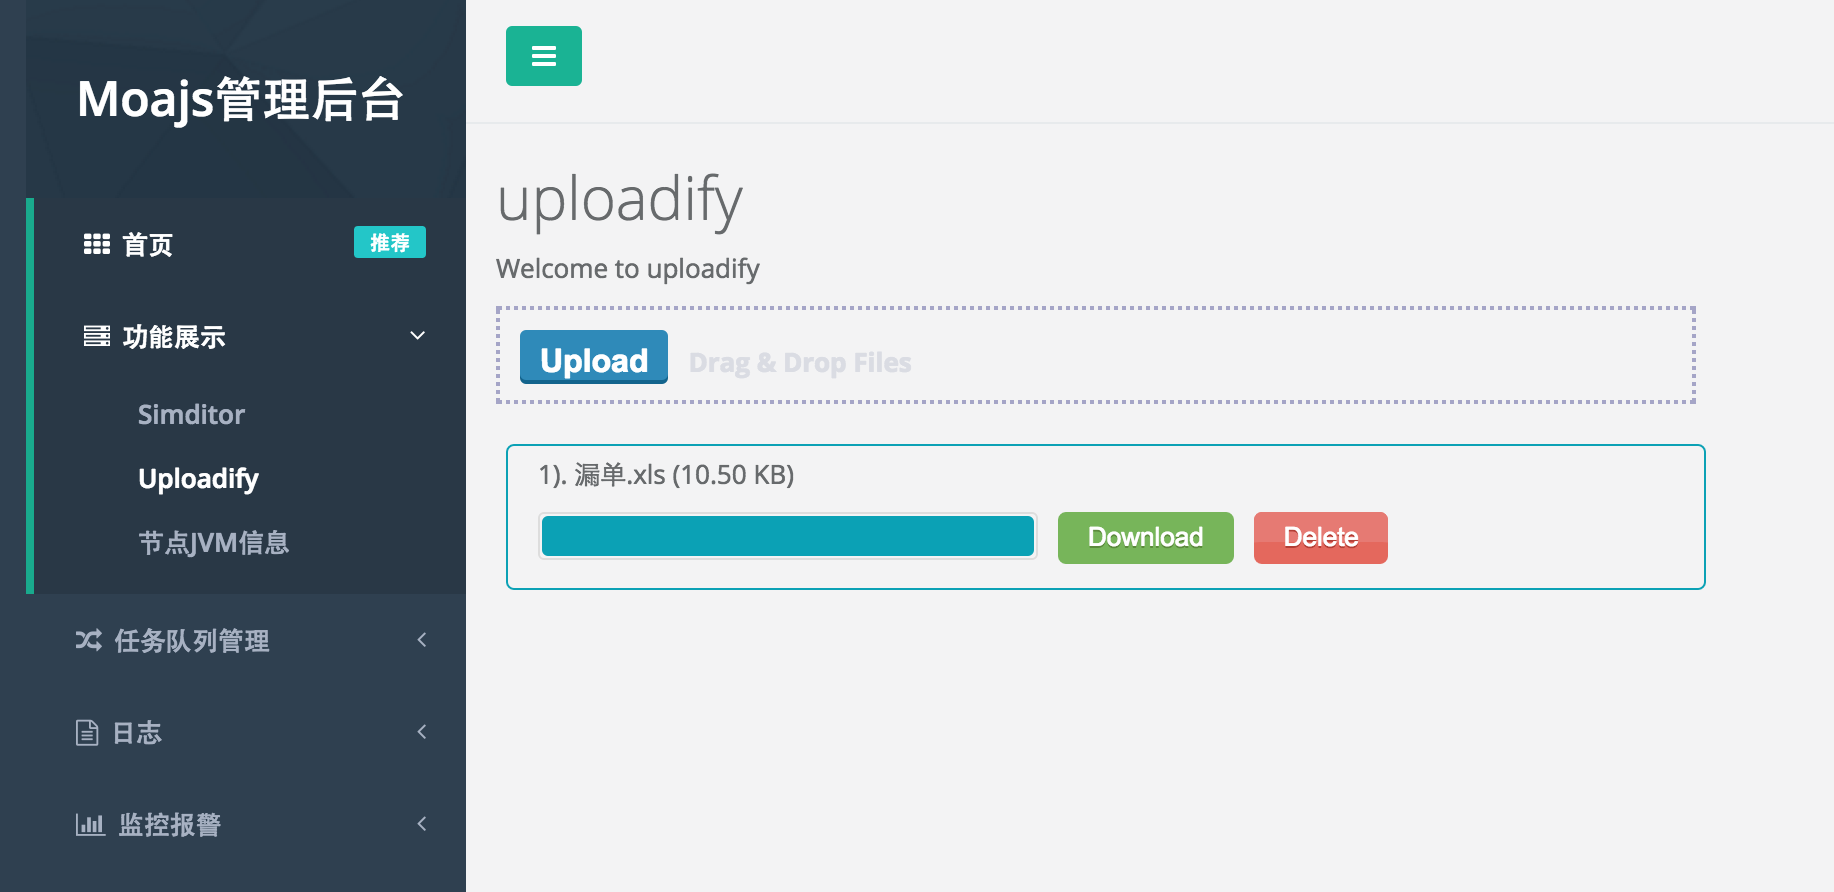 Moajs管理后台
首页 推荐
功能展示
Simditor
Uploadify
节点JVM信息
任务队列管理
日志
监控报警
uploadify
Welcome to uploadify
Upload Drag & Drop Files
1). 漏单.xls (10.50 KB)
Download Delete